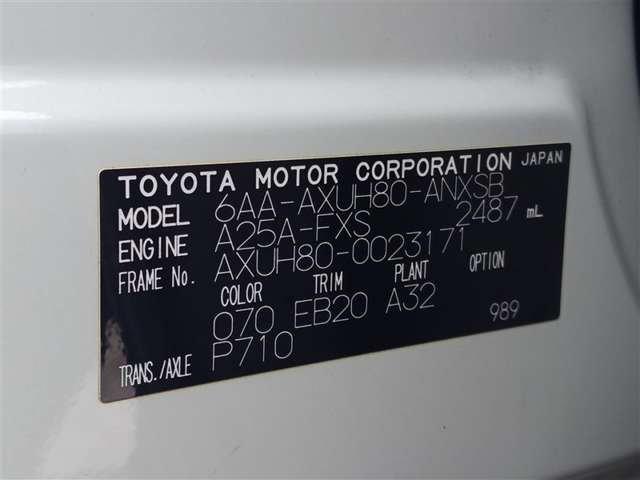 TOYOTA MOTOR CORPORATION JAPAN
MODEL 6AA-AXUH80-ANXSB
ENGINE A25A-FXS 2487 mL
FRAME No. AXUH80-0023171
COLOR TRIM PLANT OPTION
070 EB20 A32 989
TRANS./AXLE P710